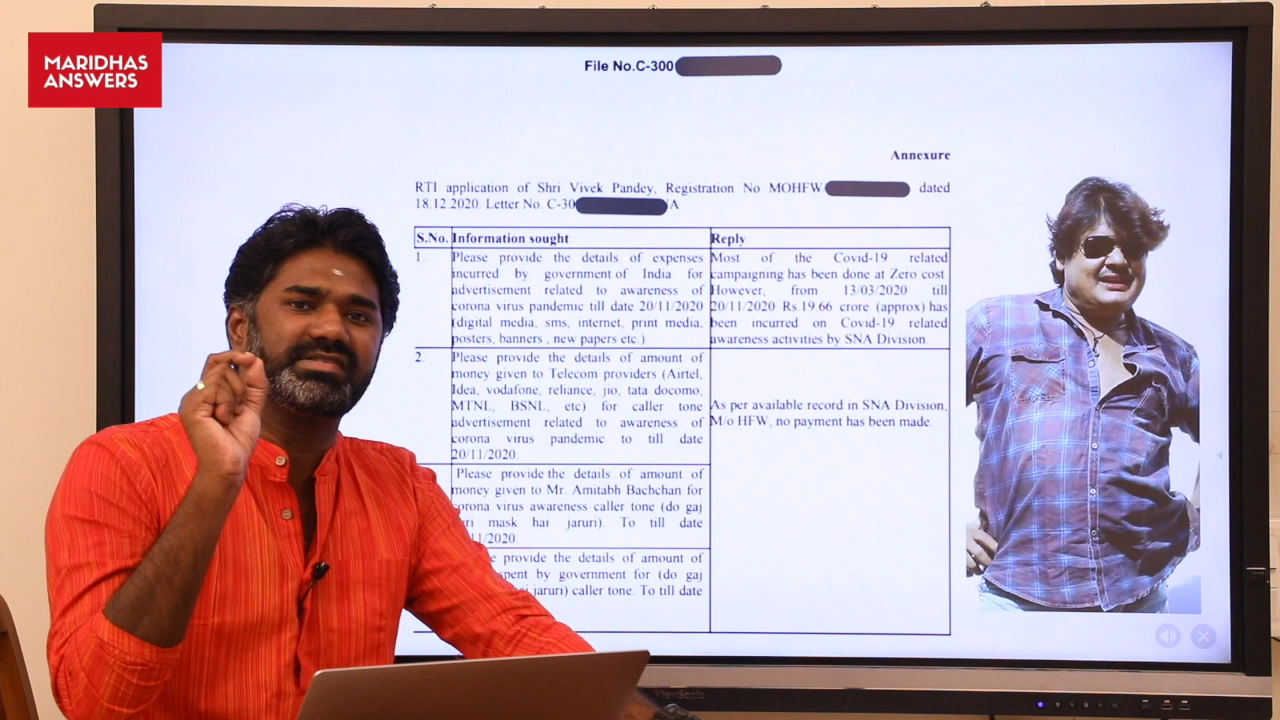 MARIDHAS
ANSWERS
File No.C-300
Annexure
RTI application of Shri Vivek Pandey, Registration No MOHFW/ dated
18.12.2020. Letter No. C-30 /A
S.No. Information sought Reply
1. Please provide the details of expenses
incurred by government of India for
advertisement related to awareness of
corona virus pandemic till date 20/11/2020
(digital media, sms, internet, print media,
posters, banners , new papers etc.)
Most of the Covid-19 related
campaigning has been done at Zero cost.
However, from 13/03/2020 till
20/11/2020 Rs.19.66 crore (approx) has
been incurred on Covid-19 related
awareness activities by SNA Division.
2. Please provide the details of amount of
money given to Telecom providers (Airtel,
Idea, vodafone, reliance, jio, tata docomo,
MTNL, BSNL, etc) for caller tone
advertisement related to awareness of
corona virus pandemic to till date
20/11/2020.
As per available record in SNA Division,
M/o HFW, no payment has been made.
Please provide the details of amount of
money given to Mr. Amitabh Bachchan for
corona virus awareness caller tone (do gaj
ri mask hai jaruri). To till date
11/2020
e provide the details of amount of
spent by government for (do gaj
jaruri) caller tone. To till date
ViewSonic